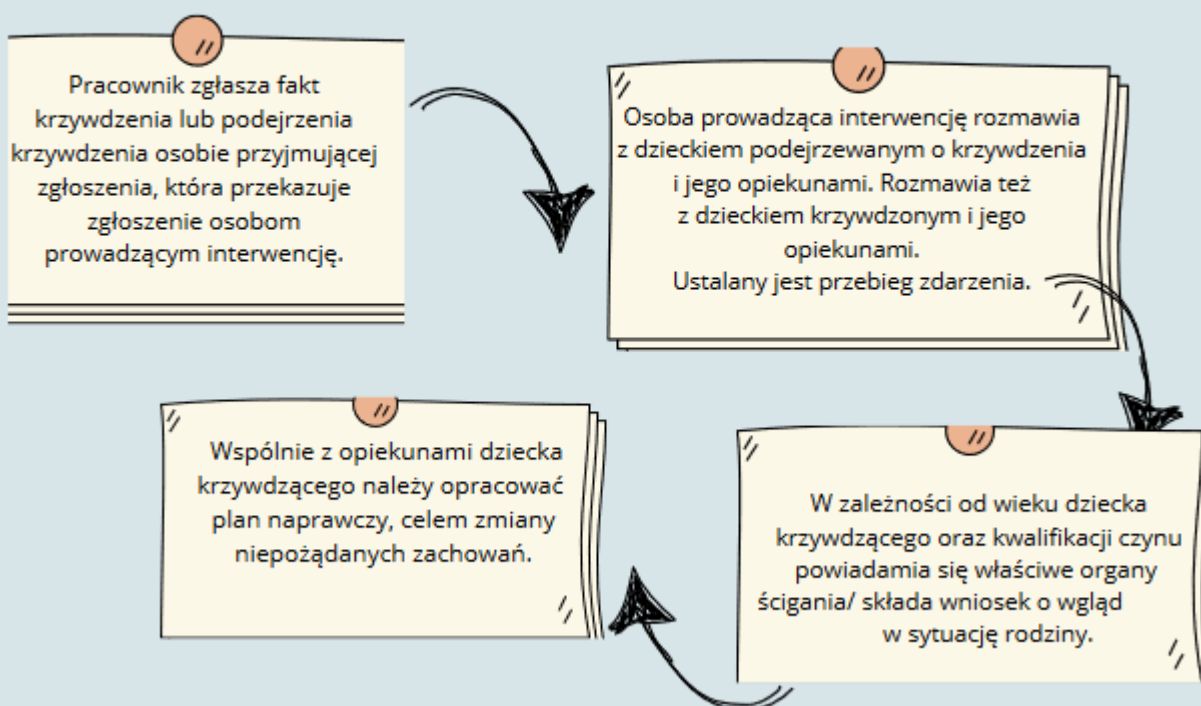 Pracownik zgłasza fakt
krzywdzenia lub podejrzenia
krzywdzenia osobie przyjmującej
zgłoszenia, która przekazuje
zgłoszenie osobom
prowadzącym interwencję.
Osoba prowadząca interwencję rozmawia
z dzieckiem podejrzewanym o krzywdzenia
i jego opiekunami. Rozmawia też
z dzieckiem krzywdzonym i jego
opiekunami.
Ustalany jest przebieg zdarzenia.
W zależności od wieku dziecka
krzywdzącego oraz kwalifikacji czynu
powiadamia się właściwe organy
ścigania/ składa wniosek o wgląd
w sytuację rodziny.
Wspólnie z opiekunami dziecka
krzywdzącego należy opracować
plan naprawczy, celem zmiany
niepożądanych zachowań.